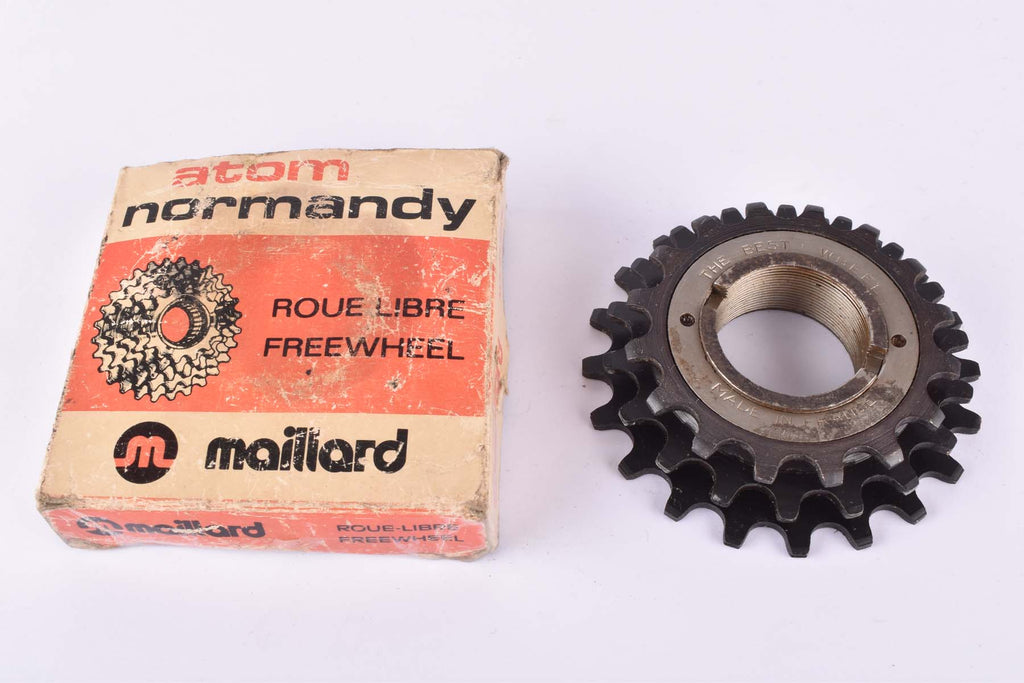 atom
normandy
ROUE LIBRE
FREEWHEEL
m maillard
maillard
ROUE-LIBRE
FREEWHEEL
THE BEST
MADE